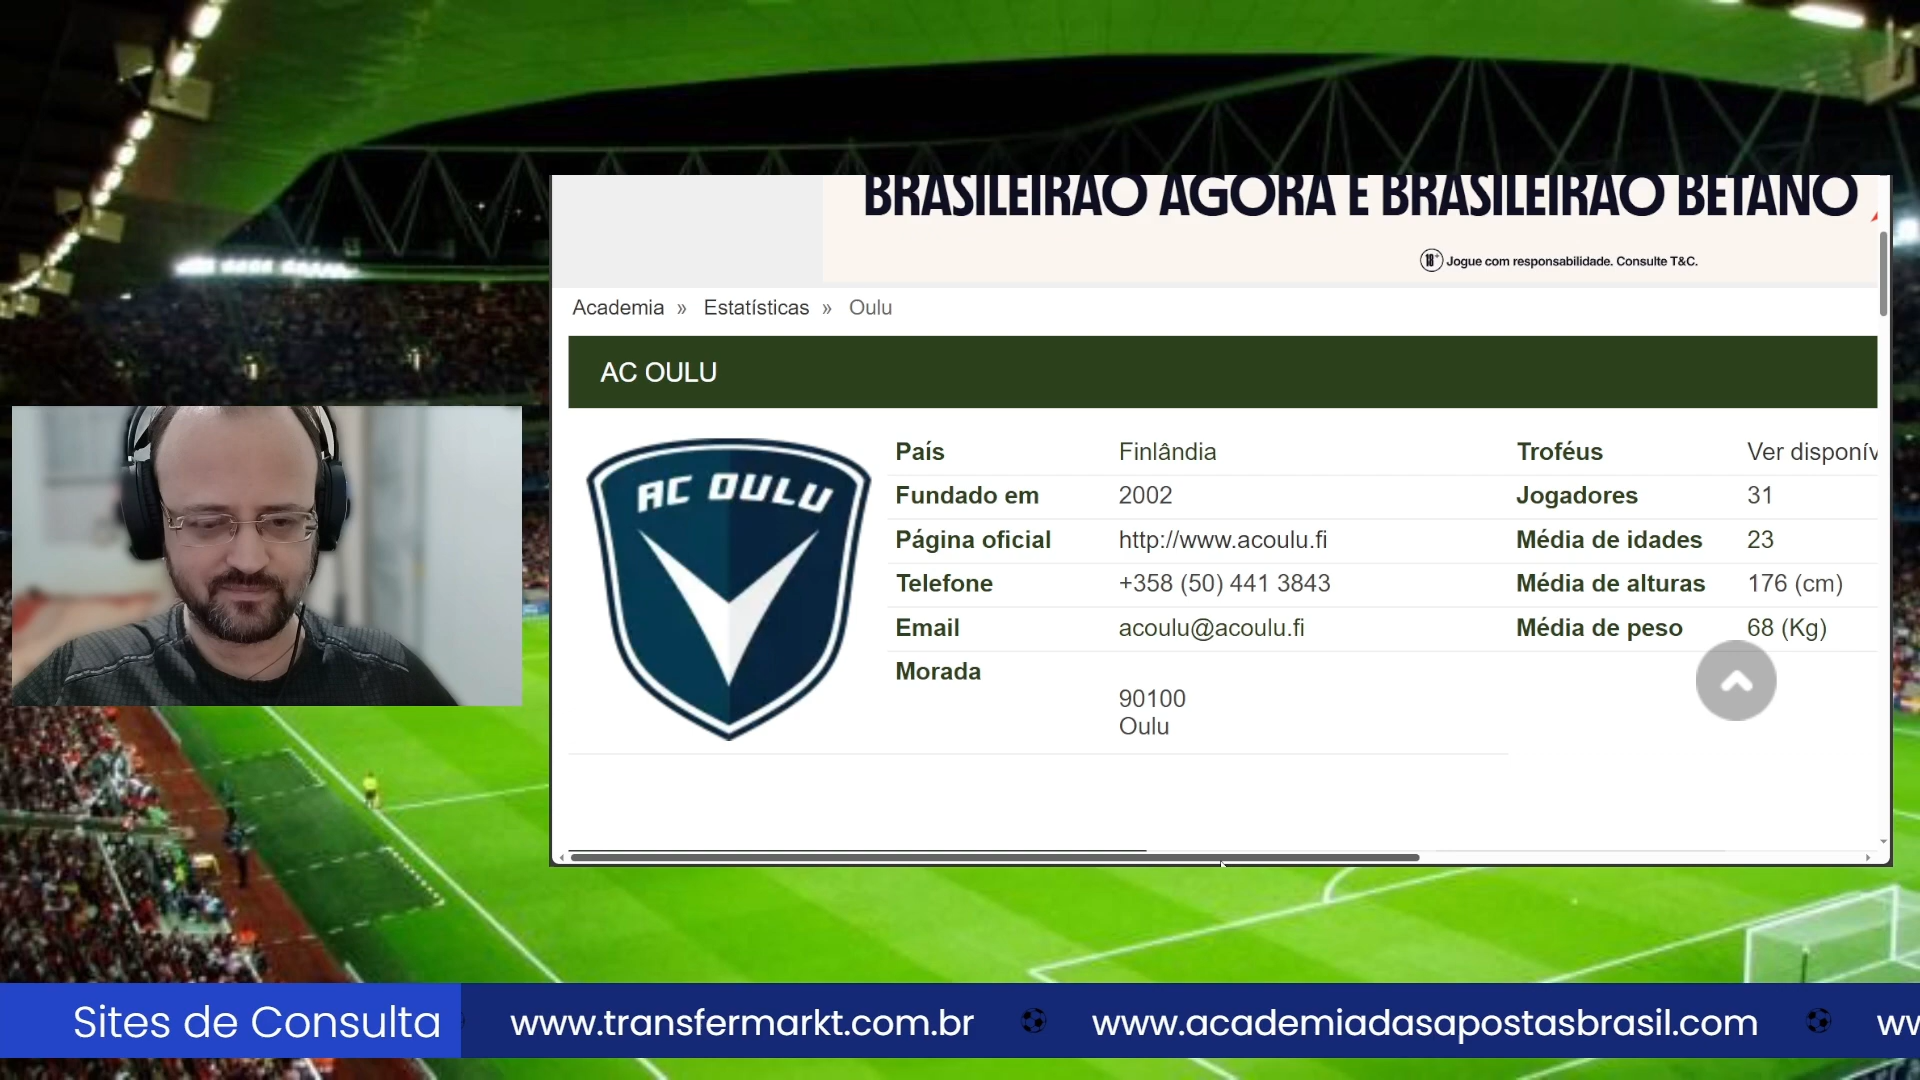 BRASILEIRÃO AGORA É BRASILEIRÃO BETANO
18+ Jogue com responsabilidade. Consulte T&C.
Academia » Estatísticas » Oulu
AC OULU
AC OULU
País Finlândia
Fundado em 2002
Página oficial http://www.acoulu.fi
Telefone +358 (50) 441 3843
Email acoulu@acoulu.fi
Morada
90100
Oulu
Troféus Ver disponív
Jogadores 31
Média de idades 23
Média de alturas 176 (cm)
Média de peso 68 (Kg)
Sites de Consulta www.transfermarkt.com.br www.academiadasapostasbrasil.com ww